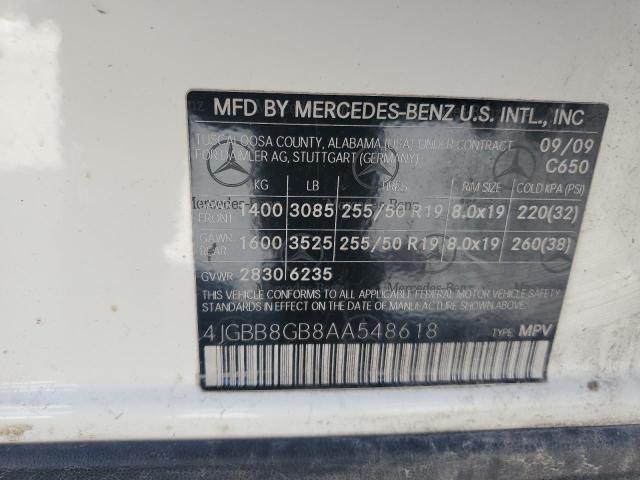 MFD BY MERCEDES-BENZ U.S. INTL., INC
TUSCALOOSA COUNTY, ALABAMA (USA) UNDER CONTRACT 09/09
FOR DAIMLER AG, STUTTGART (GERMANY) C650
KG LB TIRES RIM SIZE COLD KPA (PSI)
GAWR FRONT 1400 3085 255/50 R19 8.0x19 220(32)
GAWR REAR 1600 3525 255/50 R19 8.0x19 260(38)
GVWR 2830 6235
THIS VEHICLE CONFORMS TO ALL APPLICABLE FEDERAL MOTOR VEHICLE SAFETY
STANDARDS IN EFFECT ON THE DATE OF MANUFACTURE SHOWN ABOVE.
4JGBB8GB8AA548618 TYPE: MPV